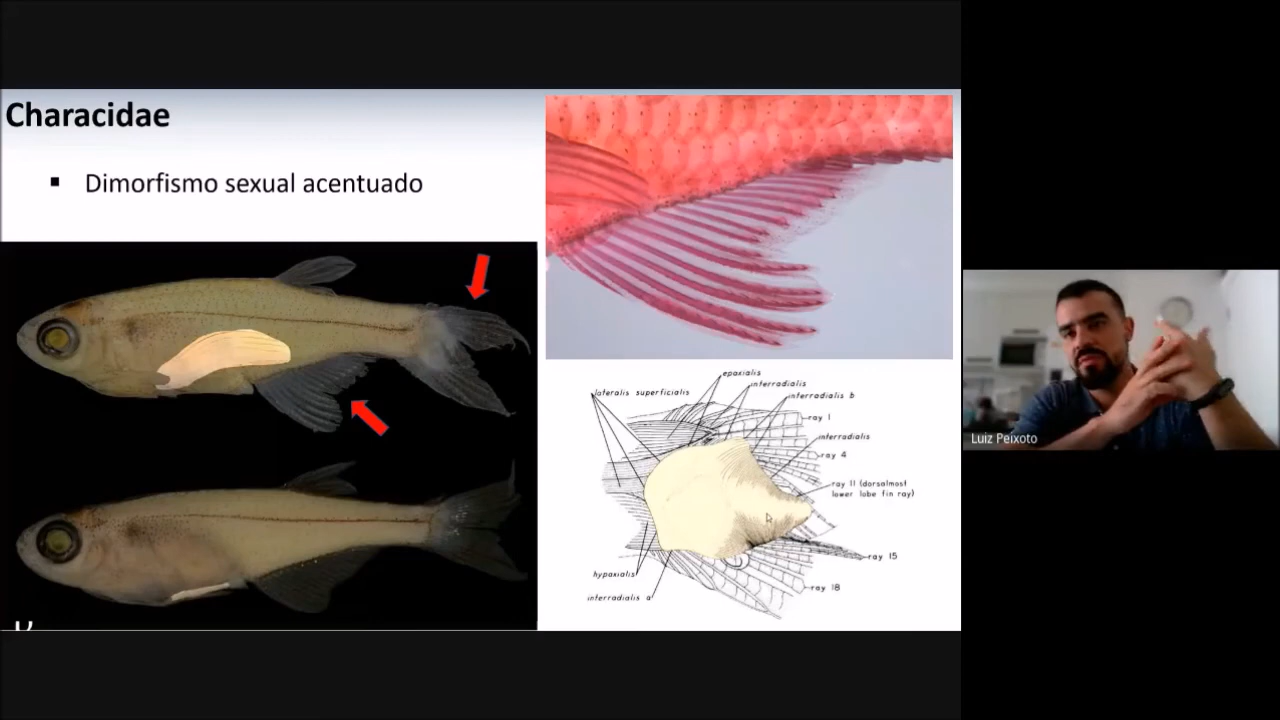 Characidae
▪ Dimorfismo sexual acentuado
epaxialis
lateralis superficialis
interradialis
interradialis b
ray 1
interradialis
ray 4
ray 11 (dorsalmost
lower lobe fin ray)
ray 15
hypaxialis
ray 18
interradialis a
Luiz Peixoto